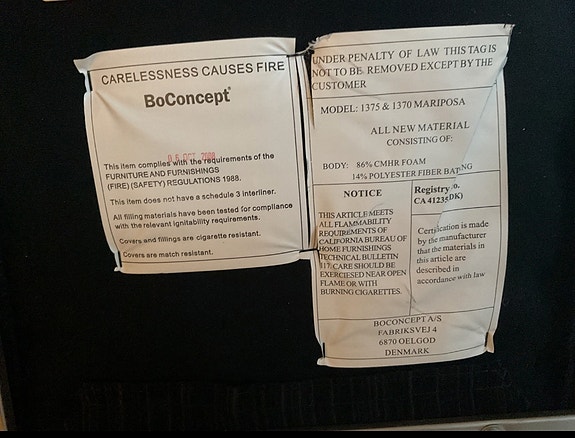 CARELESSNESS CAUSES FIRE
BoConcept®
06 OCT. 2008
This item complies with the requirements of the
FURNITURE AND FURNISHINGS
(FIRE) (SAFETY) REGULATIONS 1988.
This item does not have a schedule 3 interliner.
All filling materials have been tested for compliance
with the relevant ignitability requirements.
Covers and fillings are cigarette resistant.
Covers are match resistant.
UNDER PENALTY OF LAW THIS TAG IS
NOT TO BE REMOVED EXCEPT BY THE
CUSTOMER
MODEL: 1375 & 1370 MARIPOSA
ALL NEW MATERIAL
CONSISTING OF:
BODY: 86% CMHR FOAM
14% POLYESTER FIBER BATING
NOTICE
THIS ARTICLE MEETS
ALL FLAMMABILITY
REQUIREMENTS OF
CALIFORNIA BUREAU OF
HOME FURNISHINGS
TECHNICAL BULLETIN
117. CARE SHOULD BE
EXERCIESED NEAR OPEN
FLAME OR WITH
BURNING CIGARETTES.
Registry no.
CA 41235(DK)
Certification is made
by the manufacturer
that the materials in
this article are
described in
accordance with law
BOCONCEPT A/S
FABRIKSVEJ 4
6870 OELGOD
DENMARK